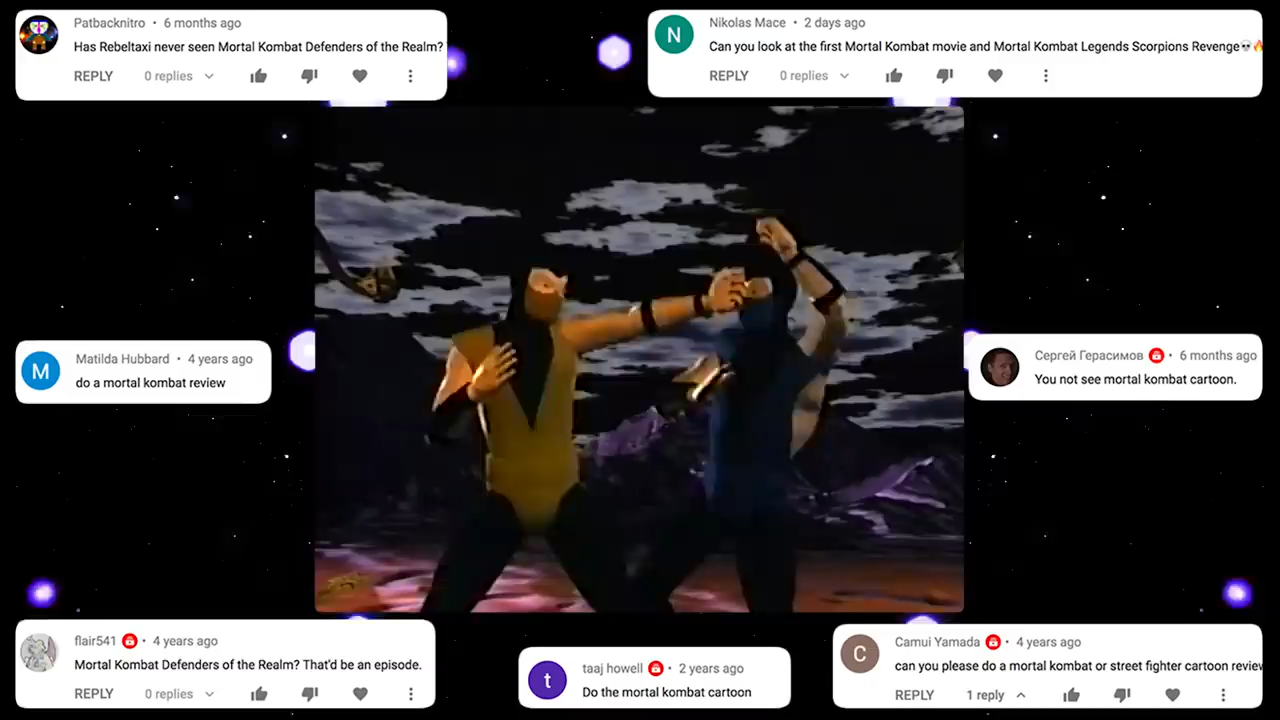 Patbacknitro • 6 months ago
Has Rebeltaxi never seen Mortal Kombat Defenders of the Realm?
REPLY 0 replies
Nikolas Mace • 2 days ago
Can you look at the first Mortal Kombat movie and Mortal Kombat Legends Scorpions Revenge💀🔥
REPLY 0 replies
M
N
Matilda Hubbard • 4 years ago
do a mortal kombat review
Сергей Герасимов • 6 months ago
You not see mortal kombat cartoon.
flair541 • 4 years ago
Mortal Kombat Defenders of the Realm? That'd be an episode.
REPLY 0 replies
t
taaj howell • 2 years ago
Do the mortal kombat cartoon
C
Camui Yamada • 4 years ago
can you please do a mortal kombat or street fighter cartoon review
REPLY 1 reply